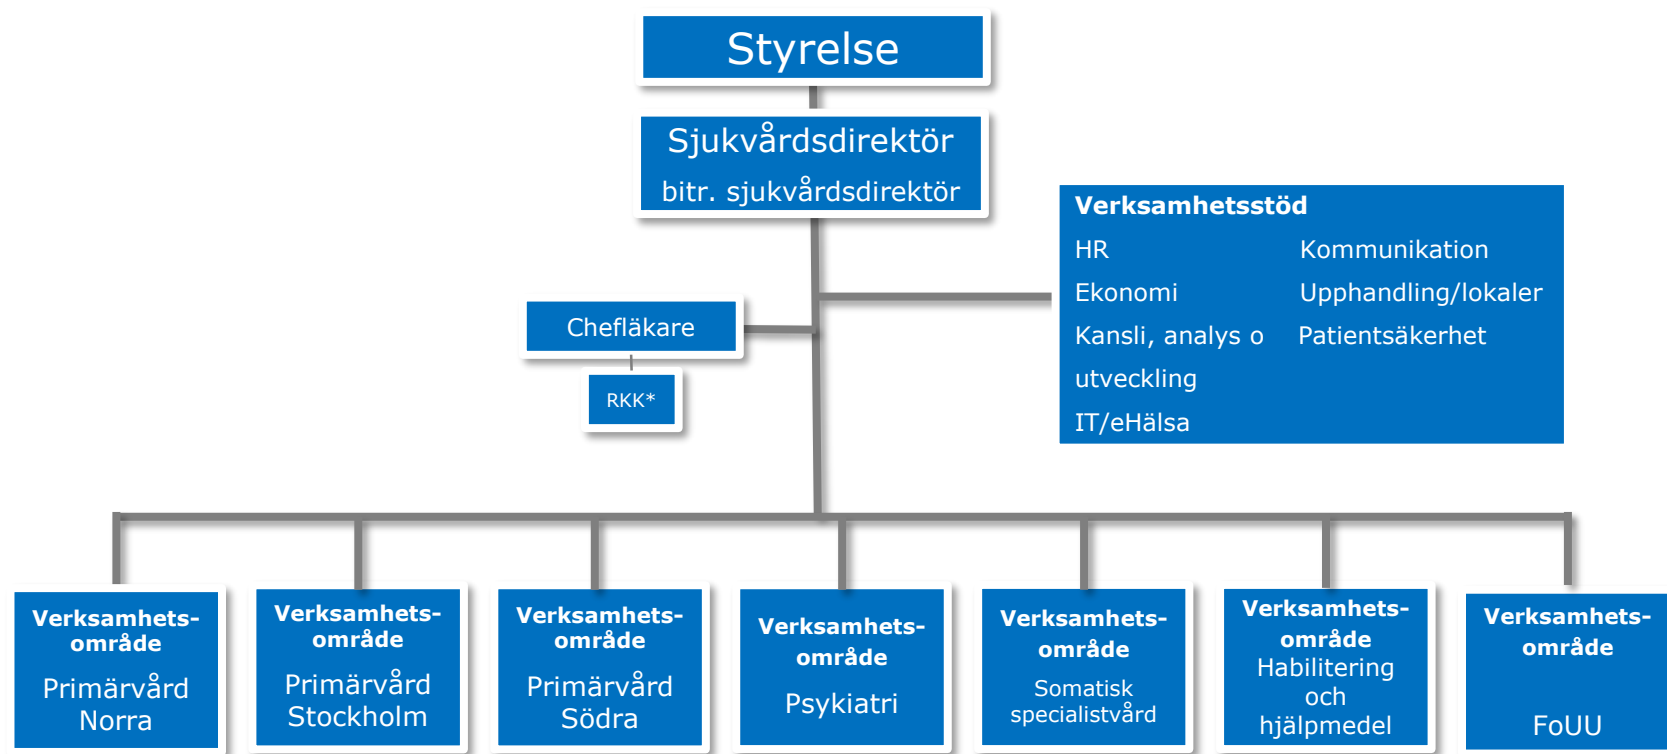 Styrelse
Sjukvårdsdirektör
bitr. sjukvårdsdirektör
Verksamhetsstöd
HR Kommunikation
Ekonomi Upphandling/lokaler
Kansli, analys o Patientsäkerhet
utveckling
IT/eHälsa
Chefläkare
RKK*
Verksamhets-
område
Primärvård
Norra
Verksamhets-
område
Primärvård
Stockholm
Verksamhets-
område
Primärvård
Södra
Verksamhets-
område
Psykiatri
Verksamhets-
område
Somatisk
specialistvård
Verksamhets-
område
Habilitering
och
hjälpmedel
Verksamhets-
område
FoUU